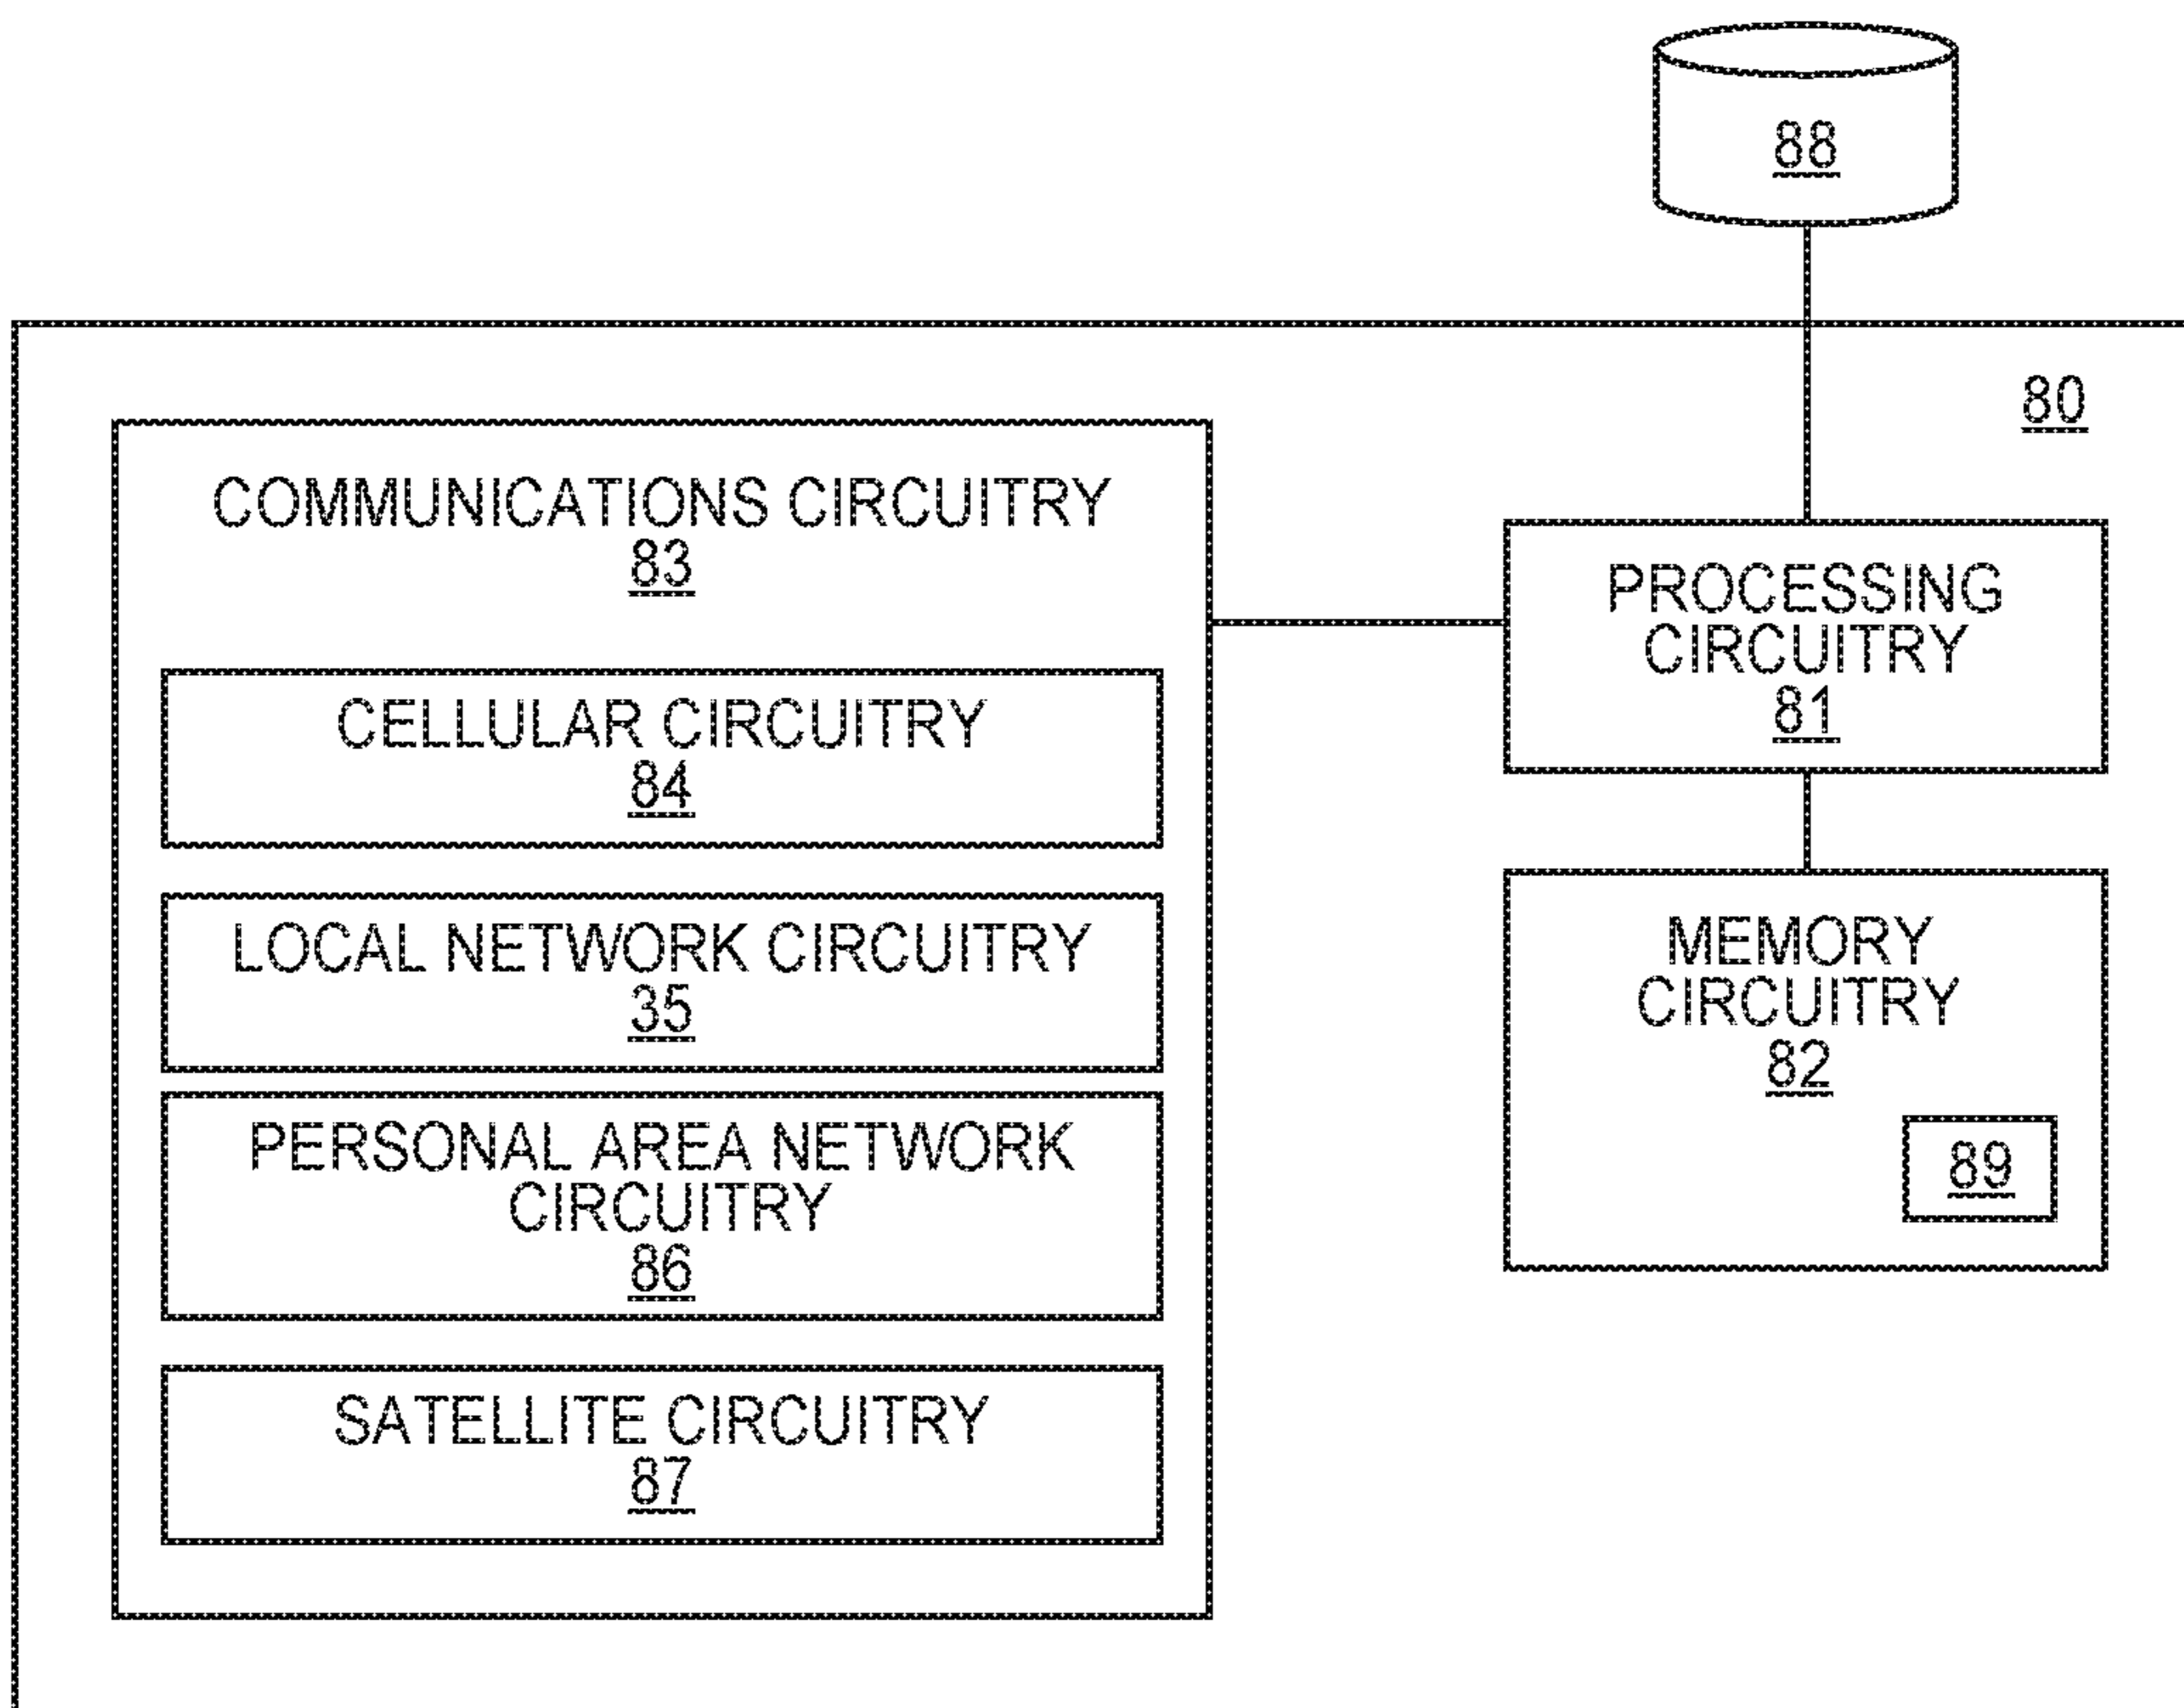 88
80
COMMUNICATIONS CIRCUITRY
83
CELLULAR CIRCUITRY
84
LOCAL NETWORK CIRCUITRY
35
PERSONAL AREA NETWORK
CIRCUITRY
86
SATELLITE CIRCUITRY
87
PROCESSING
CIRCUITRY
81
MEMORY
CIRCUITRY
82
89